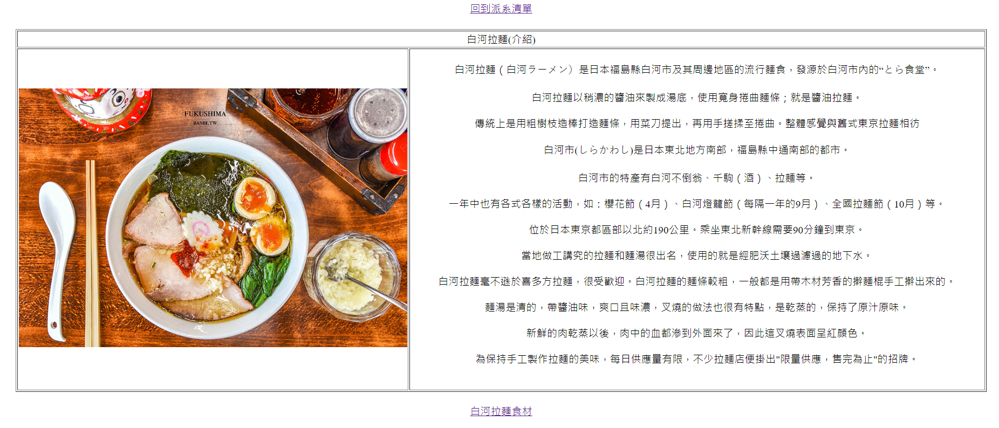 回到派系清單
白河拉麵(介紹)
FUKUSHIMA
BANBI.TW
白河拉麵（白河ラーメン）是日本福島縣白河市及其周邊地區的流行麵食，發源於白河市內的“とら食堂”。
白河拉麵以稍濃的醬油來製成湯底，使用寬身捲曲麵條；就是醬油拉麵。
傳統上是用粗樹枝造棒打造麵條，用菜刀提出，再用手搓揉至捲曲。整體感覺與舊式東京拉麵相彷
白河市(しらかわし)是日本東北地方南部，福島縣中通南部的都市。
白河市的特產有白河不倒翁、千駒（酒）、拉麵等。
一年中也有各式各樣的活動，如：櫻花節（4月）、白河燈籠節（每隔一年的9月）、全國拉麵節（10月）等。
位於日本東京都區部以北約190公里。乘坐東北新幹線需要90分鐘到東京。
當地做工講究的拉麵和麵湯很出名，使用的就是經肥沃土壤過濾過的地下水。
白河拉麵毫不遜於喜多方拉麵，很受歡迎。白河拉麵的麵條較粗，一般都是用帶木材芳香的擀麵棍手工擀出來的。
麵湯是清的，帶醬油味，爽口且味濃，叉燒的做法也很有特點，是乾蒸的，保持了原汁原味。
新鮮的肉乾蒸以後，肉中的血都滲到外面來了，因此這叉燒表面呈紅顏色。
為保持手工製作拉麵的美味，每日供應量有限，不少拉麵店便掛出"限量供應，售完為止"的招牌。
白河拉麵食材